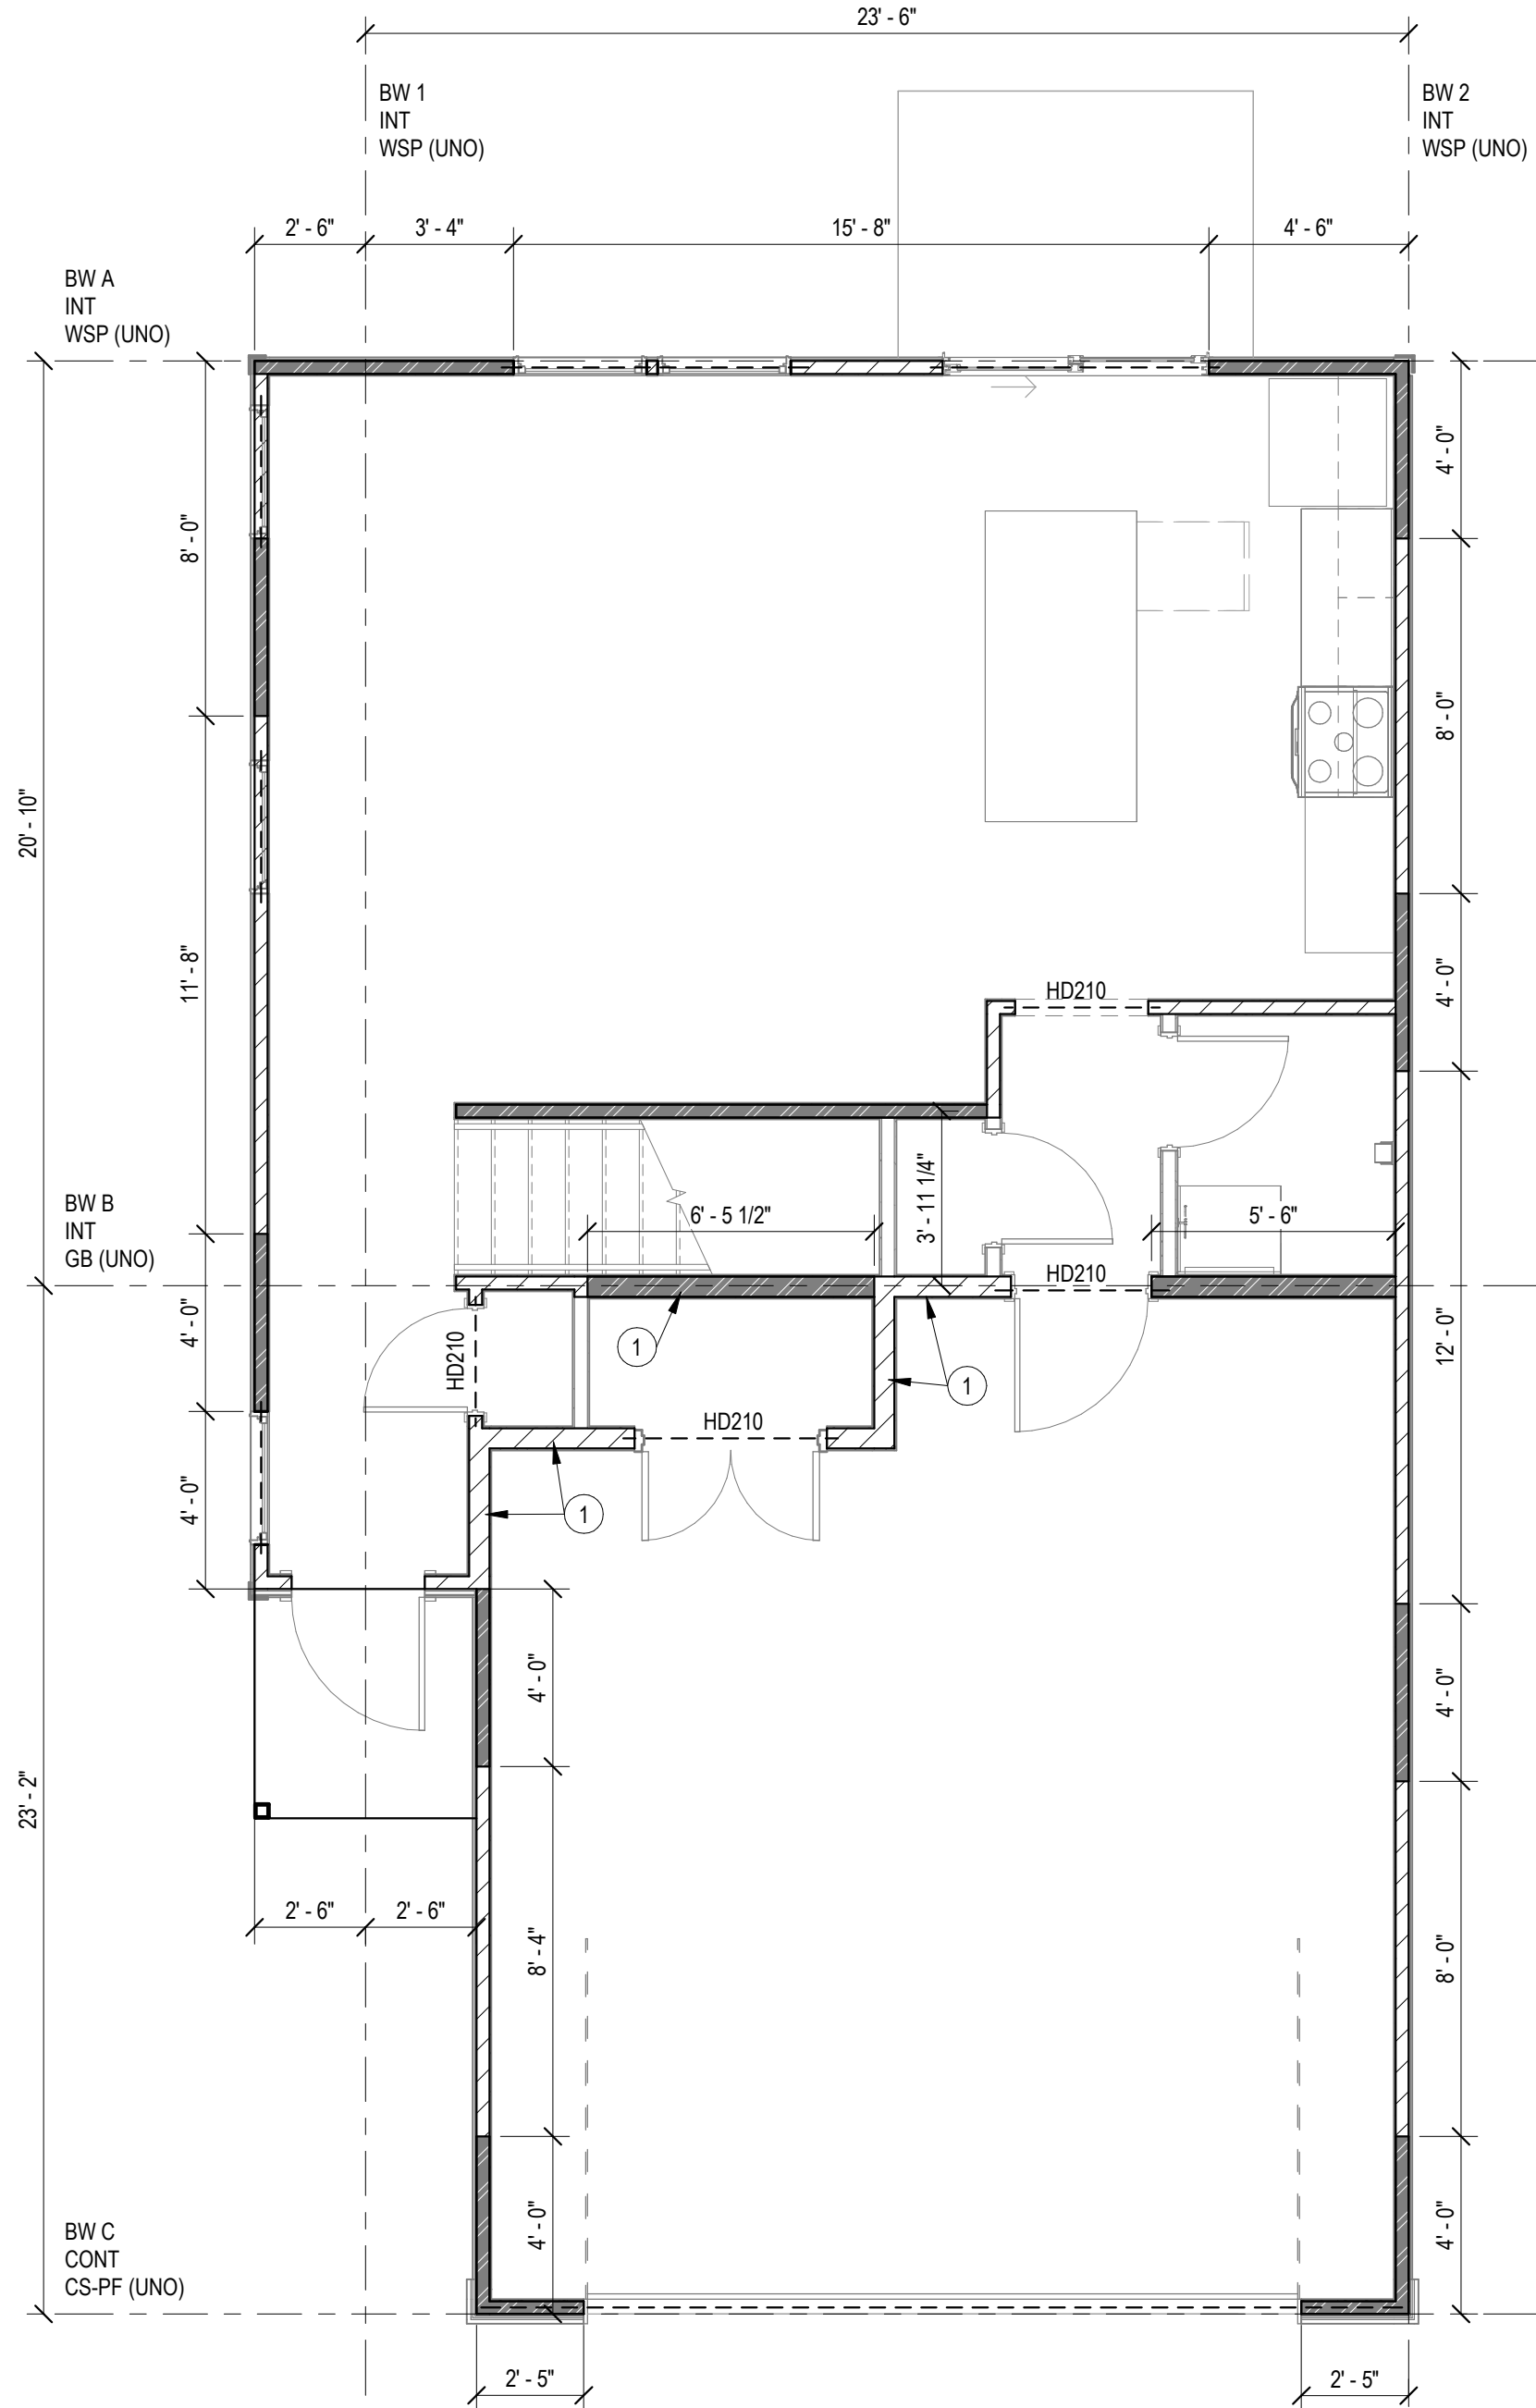 23' - 6"
BW 1
INT
WSP (UNO)
BW 2
INT
WSP (UNO)
2' - 6"
3' - 4"
15' - 8"
4' - 6"
BW A
INT
WSP (UNO)
4' - 0"
8' - 0"
8' - 0"
20' - 10"
11' - 8"
4' - 0"
HD210
3' - 11 1/4"
BW B
INT
GB (UNO)
6' - 5 1/2"
5' - 6"
HD210
4' - 0"
HD210
12' - 0"
1
1
HD210
4' - 0"
1
4' - 0"
4' - 0"
23' - 2"
2' - 6"
2' - 6"
8' - 4"
8' - 0"
4' - 0"
4' - 0"
BW C
CONT
CS-PF (UNO)
2' - 5"
2' - 5"